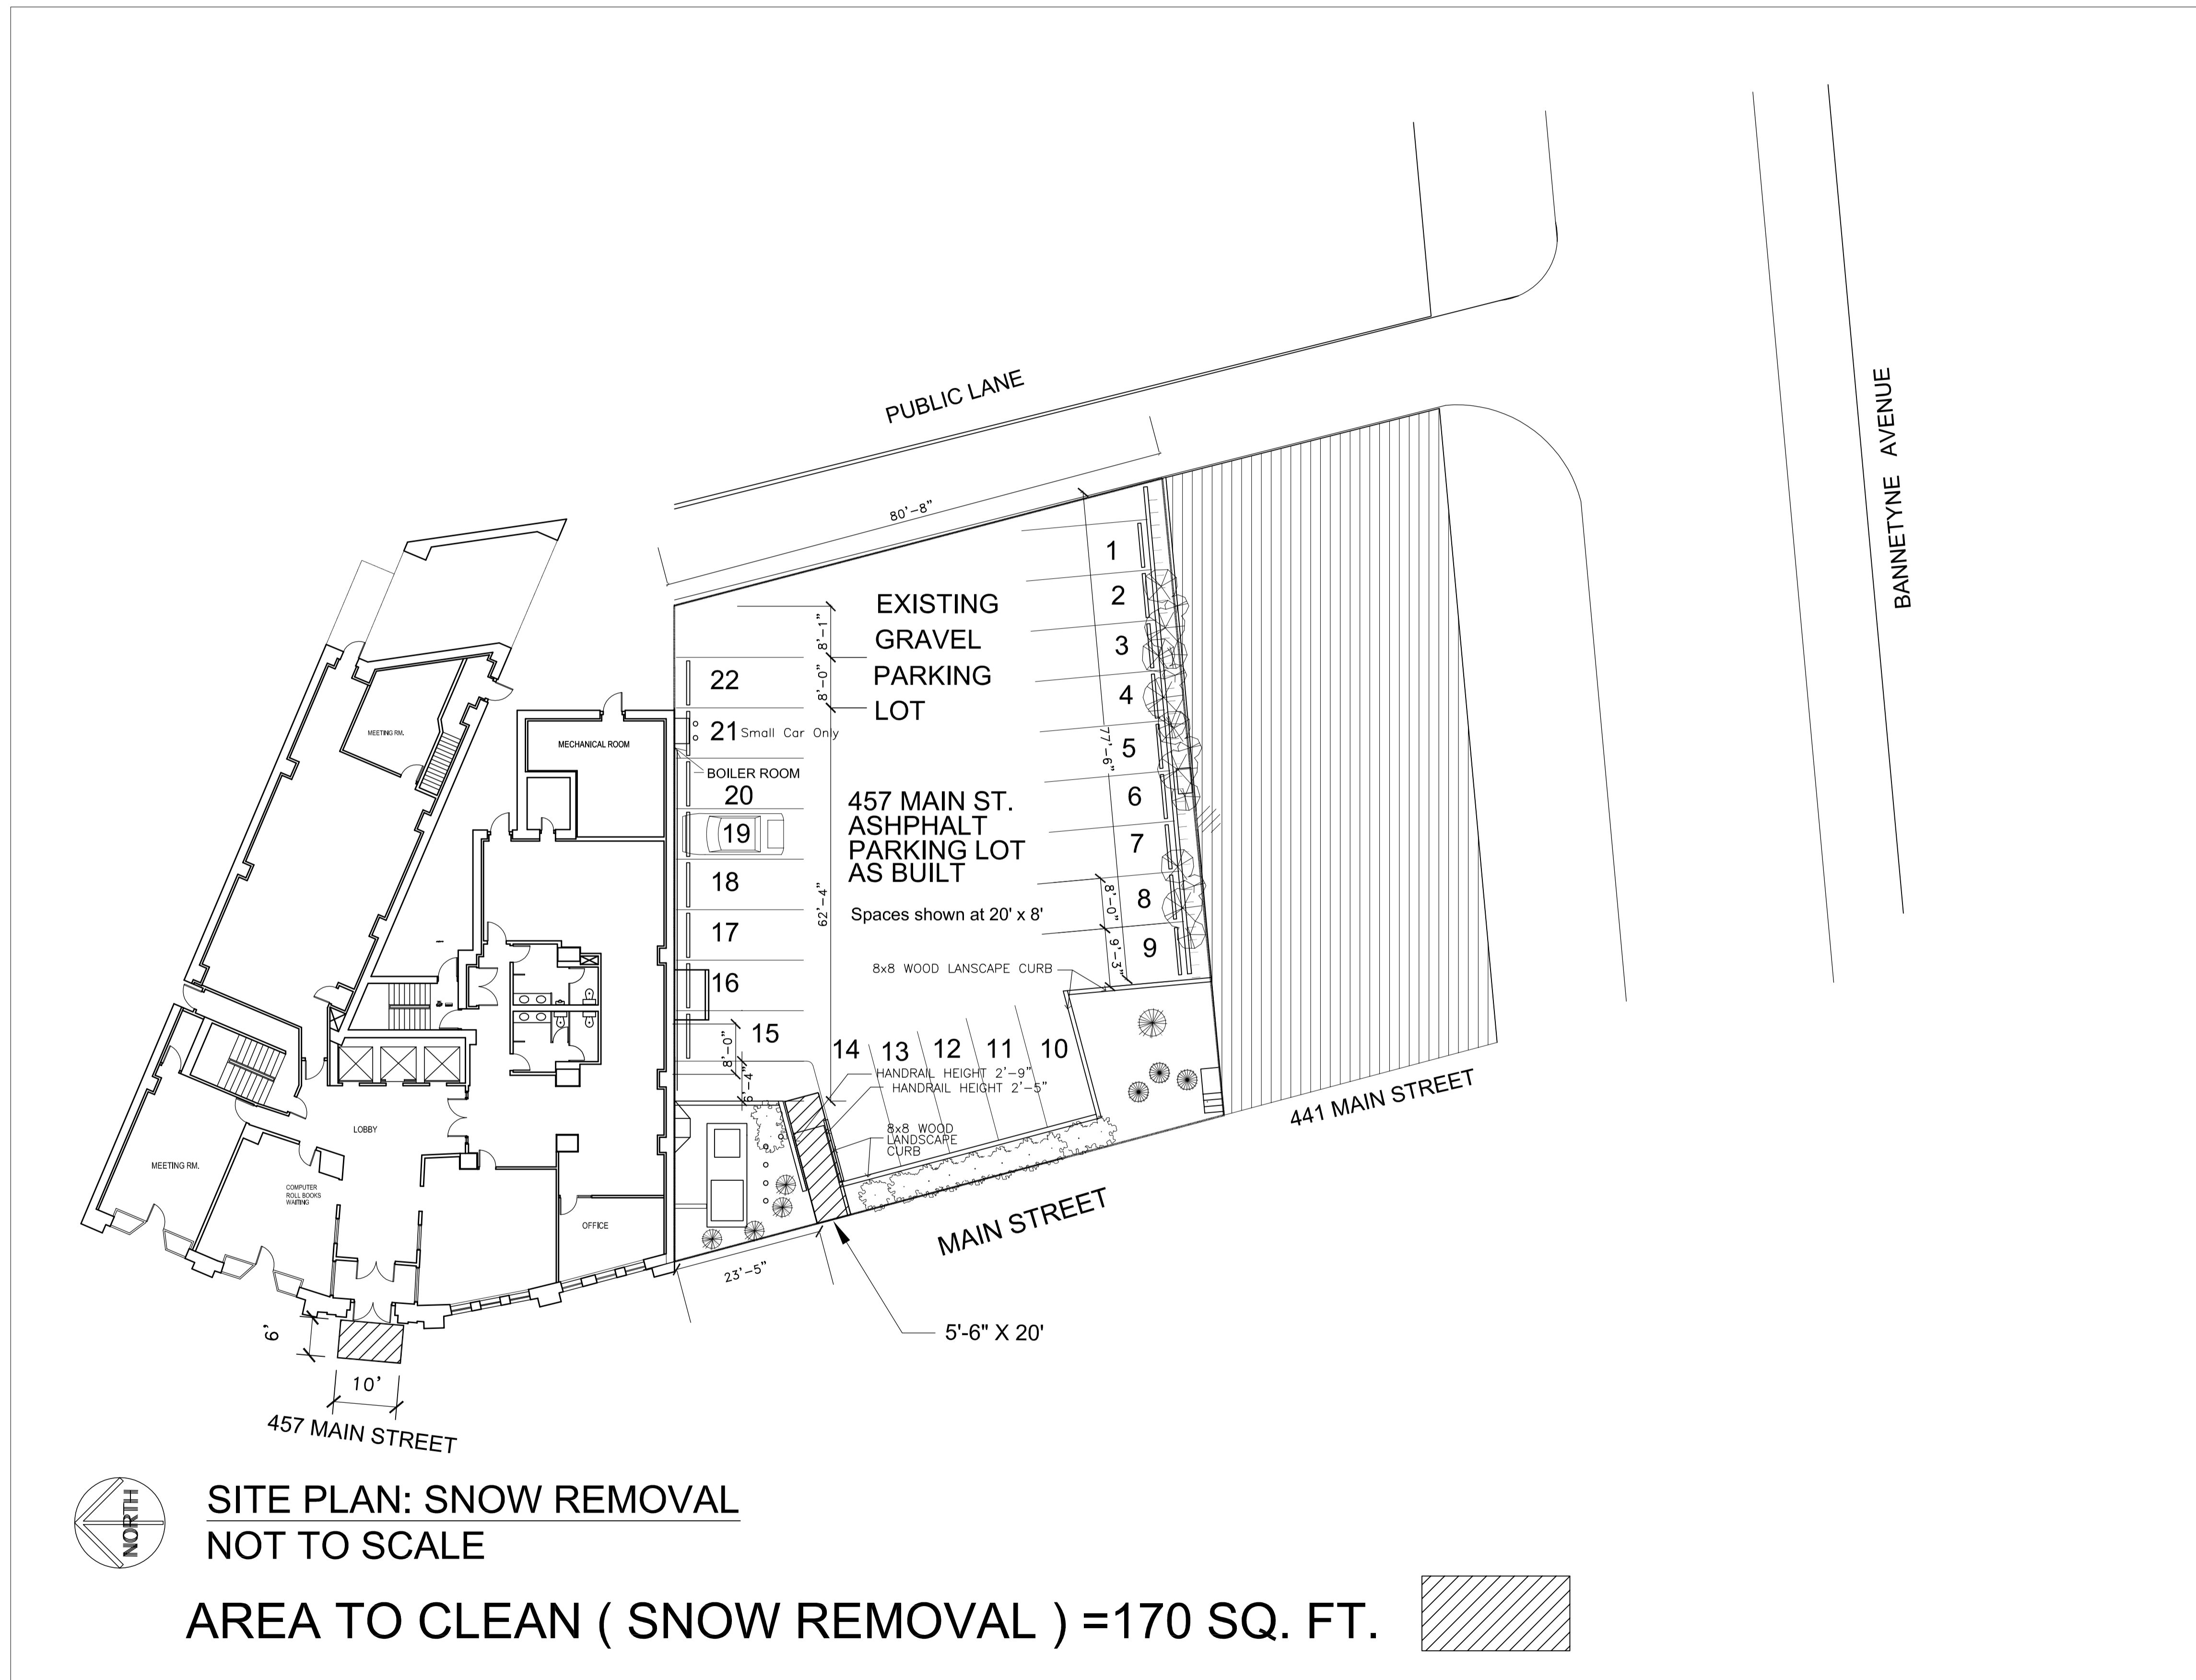 PUBLIC LANE
BANNETYNE AVENUE
80'-8"
8'-1"
8'-0"
EXISTING
GRAVEL
PARKING
LOT
1
2
3
4
5
6
7
8
9
77'-6"
8'-0"
9'-3"
22
21 Small Car Only
BOILER ROOM
20
19
18
17
16
15
62'-4"
457 MAIN ST.
ASHPHALT
PARKING LOT
AS BUILT
Spaces shown at 20' x 8'
8x8 WOOD LANSCAPE CURB
14 13 12 11 10
8'-0"
6'-4"
HANDRAIL HEIGHT 2'-9"
HANDRAIL HEIGHT 2'-5"
8x8 WOOD
LANDSCAPE
CURB
MEETING RM.
MECHANICAL ROOM
LOBBY
MEETING RM.
COMPUTER
ROLL BOOKS
WAITING
OFFICE
441 MAIN STREET
MAIN STREET
23'-5"
5'-6" X 20'
6'
10'
457 MAIN STREET
NORTH
SITE PLAN: SNOW REMOVAL
NOT TO SCALE
AREA TO CLEAN ( SNOW REMOVAL ) =170 SQ. FT.